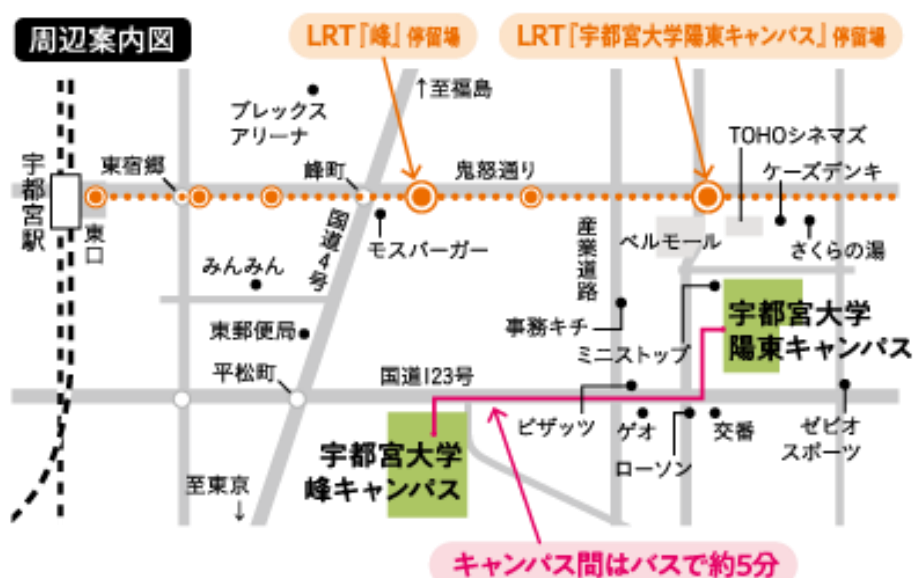 周辺案内図
LRT『峰』停留場
LRT『宇都宮大学陽東キャンパス』停留場
↑至福島
ブレックス
アリーナ
TOHOシネマズ
宇都宮駅
東宿郷
峰町
鬼怒通り
ケーズデンキ
東口
国道4号
モスバーガー
産業道路
ベルモール
さくらの湯
みんみん
東郵便局
事務キチ
ミニストップ
宇都宮大学
陽東キャンパス
平松町
国道123号
ピザッツ
ゲオ
ローソン
交番
ゼビオ
スポーツ
宇都宮大学
峰キャンパス
至東京
↓
キャンパス間はバスで約5分